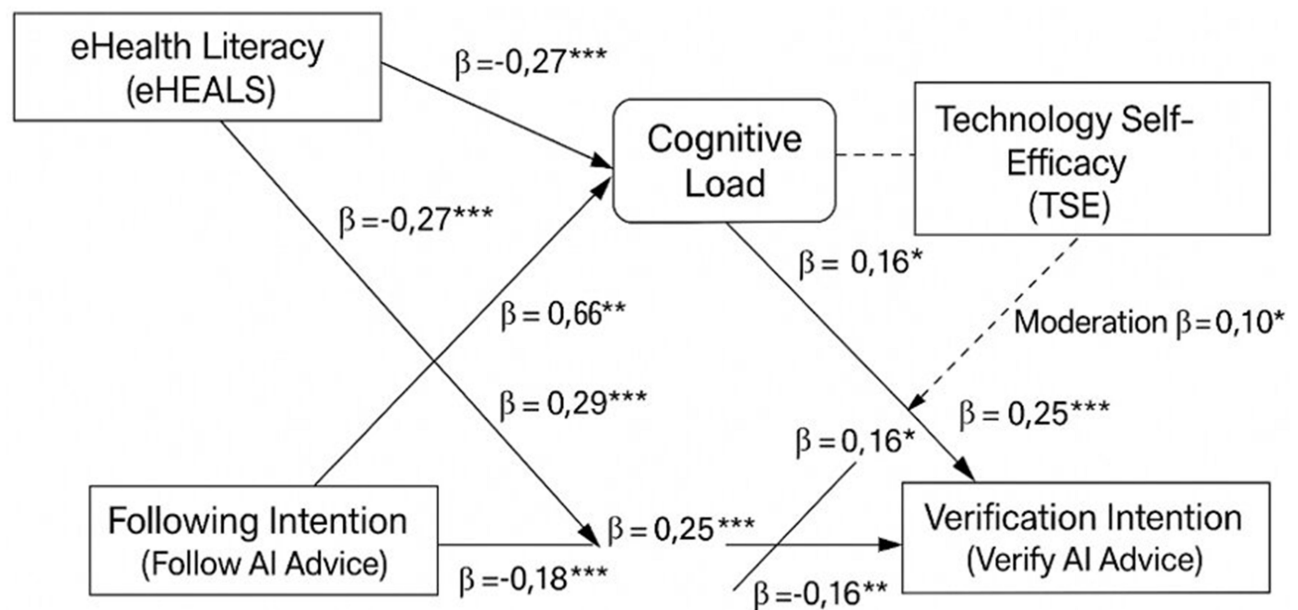 eHealth Literacy
(eHEALS)
β=-0,27***
Cognitive
Load
Technology Self-
Efficacy
(TSE)
β=-0,27***
β= 0,16*
β= 0,66**
Moderation β=0,10*
β= 0,29***
β= 0,25***
β= 0,16*
Following Intention
(Follow AI Advice)
β= 0,25***
β=-0,18***
β=-0,16**
Verification Intention
(Verify AI Advice)